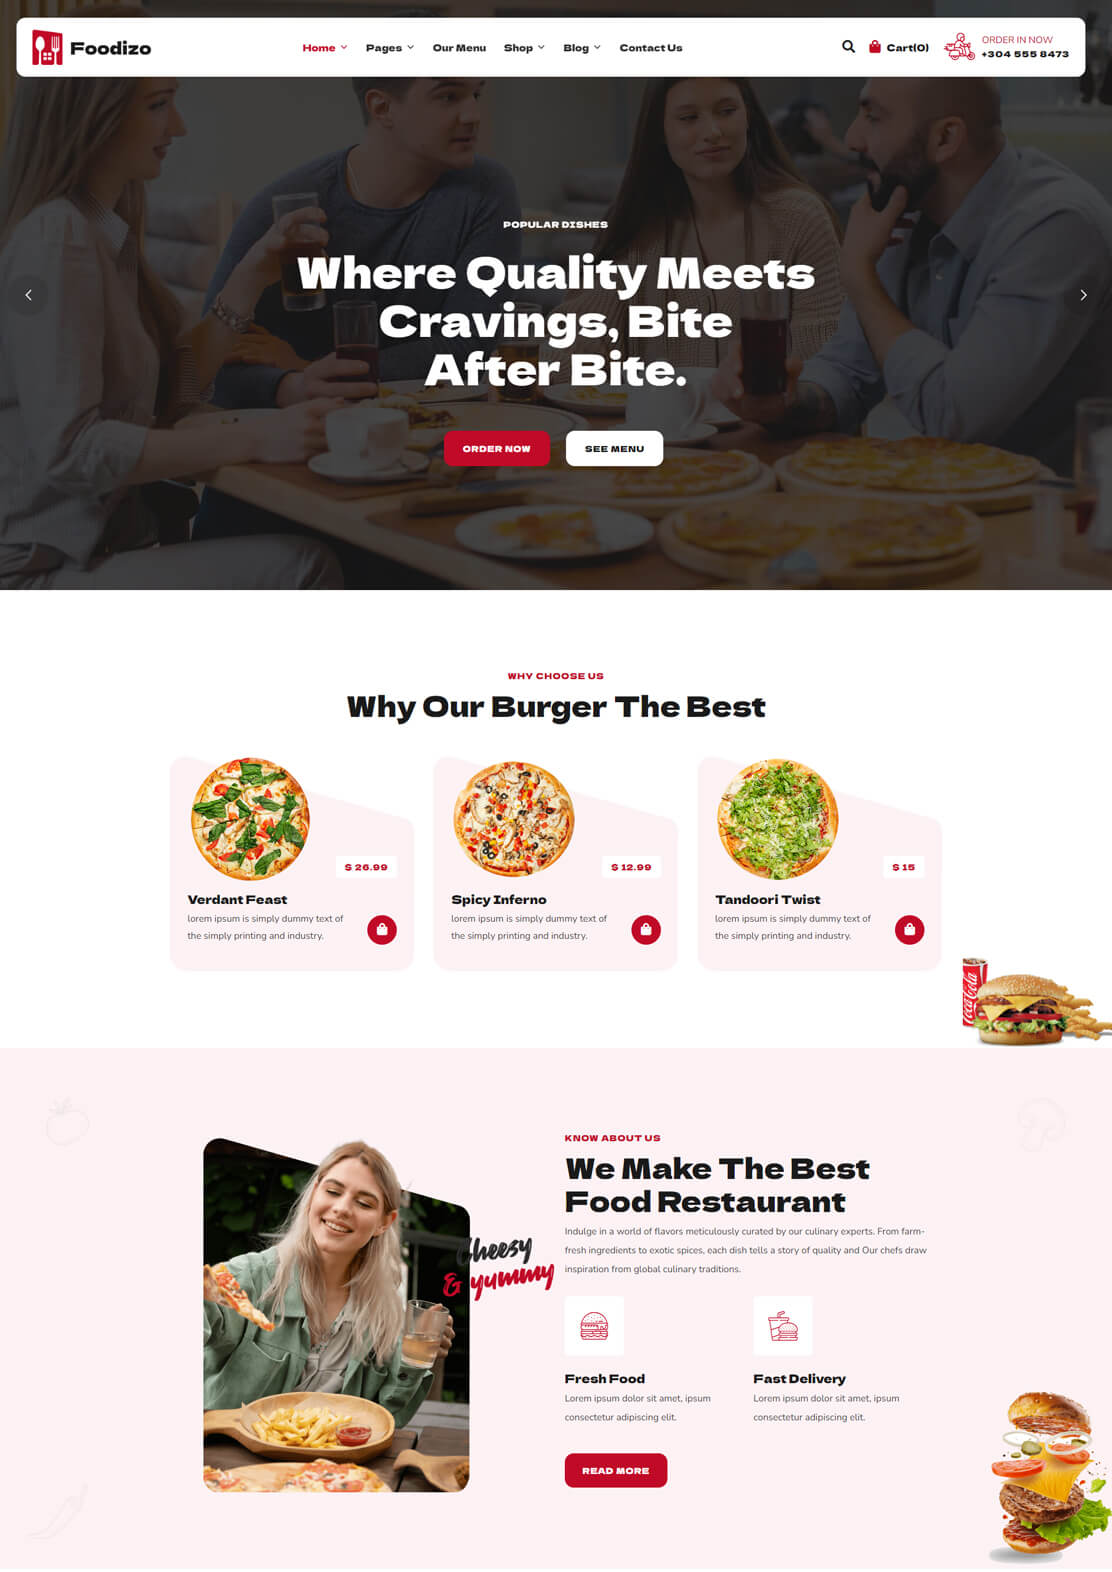 Foodizo
Home Pages Our Menu Shop Blog Contact Us
Cart(0)
ORDER IN NOW
+304 555 8473
POPULAR DISHES
Where Quality Meets
Cravings, Bite
After Bite.
ORDER NOW
SEE MENU
WHY CHOOSE US
Why Our Burger The Best
$ 26.99
Verdant Feast
lorem ipsum is simply dummy text of
the simply printing and industry.
$ 12.99
Spicy Inferno
lorem ipsum is simply dummy text of
the simply printing and industry.
$ 15
Tandoori Twist
lorem ipsum is simply dummy text of
the simply printing and industry.
Coca-Cola
KNOW ABOUT US
We Make The Best
Food Restaurant
Indulge in a world of flavors meticulously curated by our culinary experts. From farm-
fresh ingredients to exotic spices, each dish tells a story of quality and Our chefs draw
inspiration from global culinary traditions.
Cheesy
& yummy
Fresh Food
Lorem ipsum dolor sit amet, ipsum
consectetur adipiscing elit.
Fast Delivery
Lorem ipsum dolor sit amet, ipsum
consectetur adipiscing elit.
READ MORE